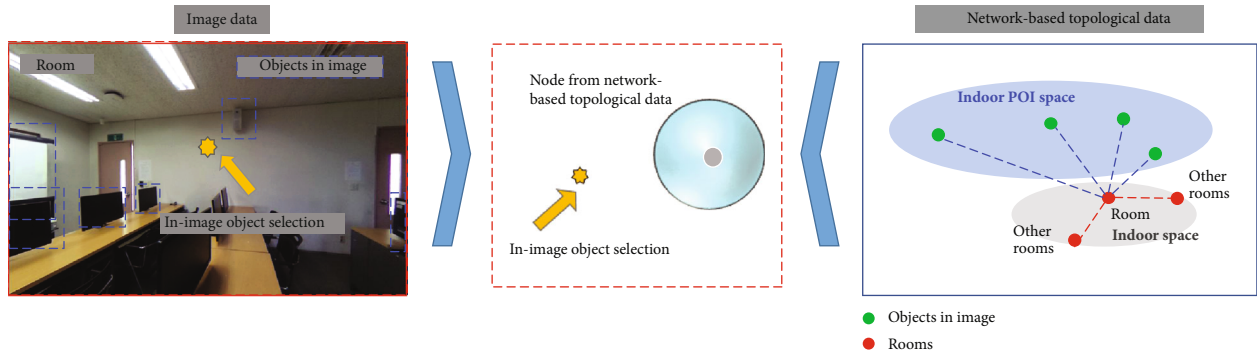 Image data
Room
Objects in image
In-image object selection
Node from network-
based topological data
In-image object selection
Network-based topological data
Indoor POI space
Other
rooms
Room
Other
rooms
Indoor space
Objects in image
Rooms